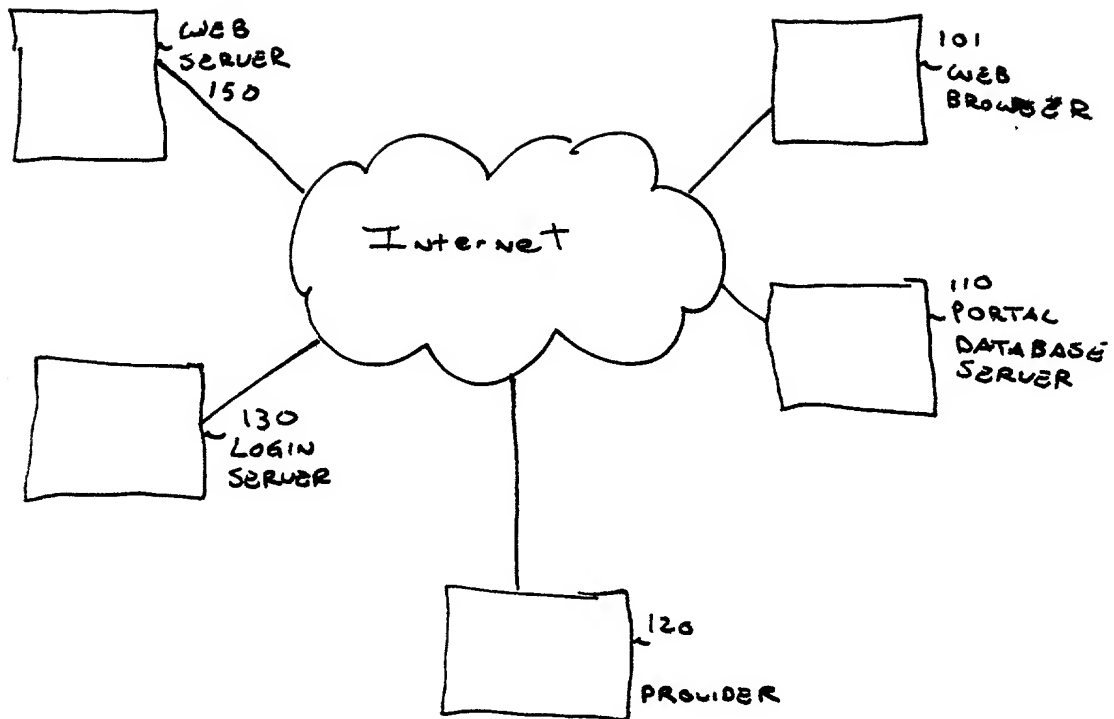 WEB
SERVER
150
101
WEB
BROWSER
Internet
110
PORTAL
DATABASE
SERVER
130
LOGIN
SERVER
120
PROVIDER